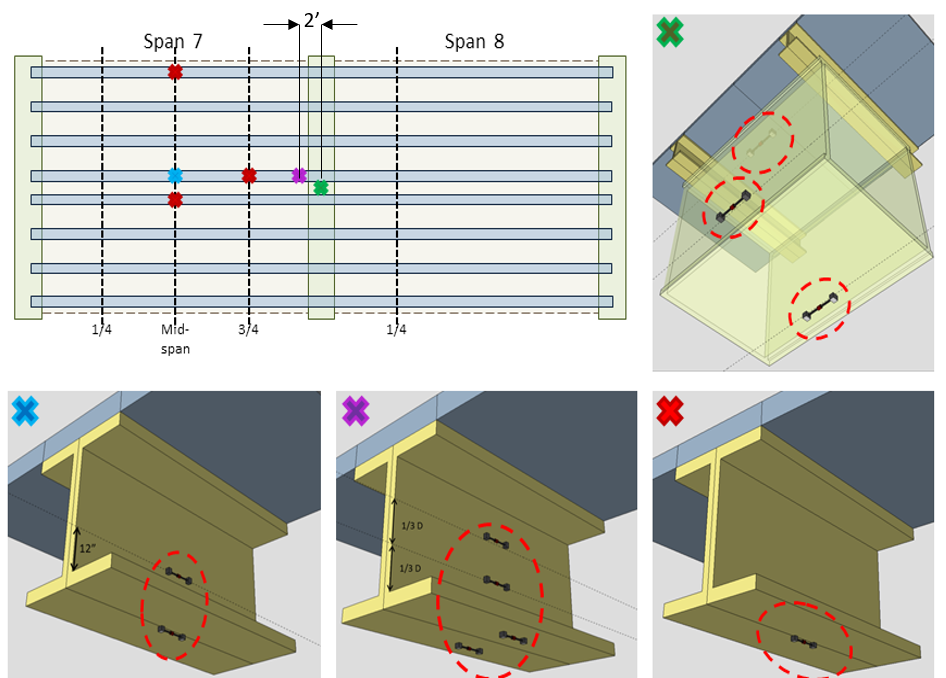 2’
Span 7
Span 8
1/4
Mid-
span
3/4
1/4
12”
1/3 D
1/3 D